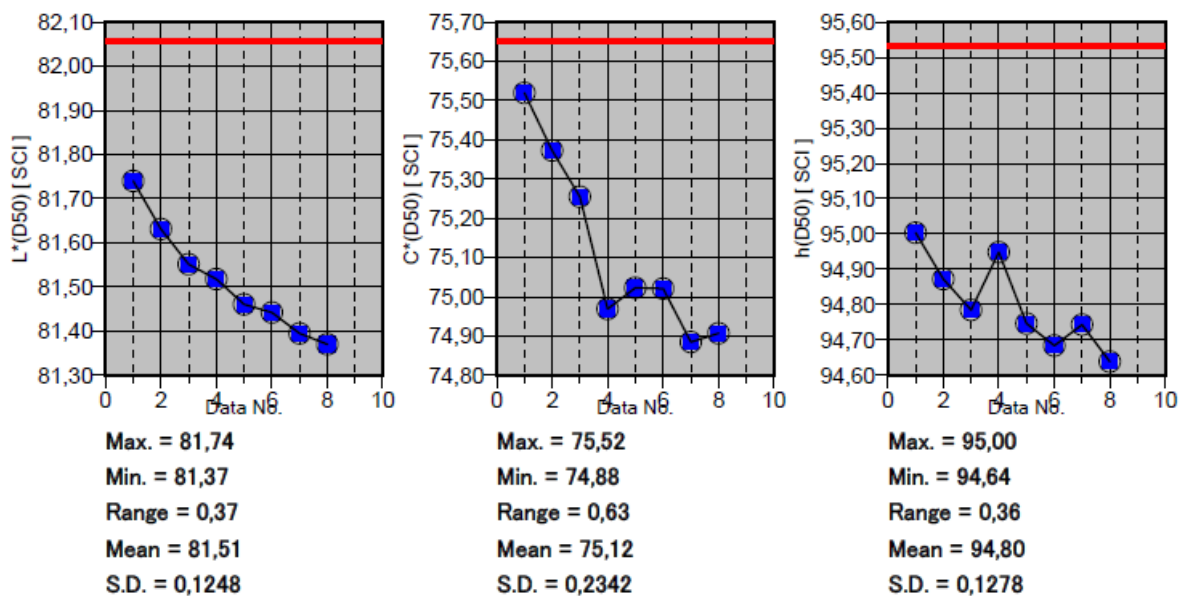 L*(D50) [ SCI ]
82,10
82,00
81,90
81,80
81,70
81,60
81,50
81,40
81,30
0 2 4 6 8 10
Data No.
Max. = 81,74
Min. = 81,37
Range = 0,37
Mean = 81,51
S.D. = 0,1248
C*(D50) [ SCI ]
75,70
75,60
75,50
75,40
75,30
75,20
75,10
75,00
74,90
74,80
0 2 4 6 8 10
Data No.
Max. = 75,52
Min. = 74,88
Range = 0,63
Mean = 75,12
S.D. = 0,2342
h(D50) [ SCI ]
95,60
95,50
95,40
95,30
95,20
95,10
95,00
94,90
94,80
94,70
94,60
0 2 4 6 8 10
Data No.
Max. = 95,00
Min. = 94,64
Range = 0,36
Mean = 94,80
S.D. = 0,1278